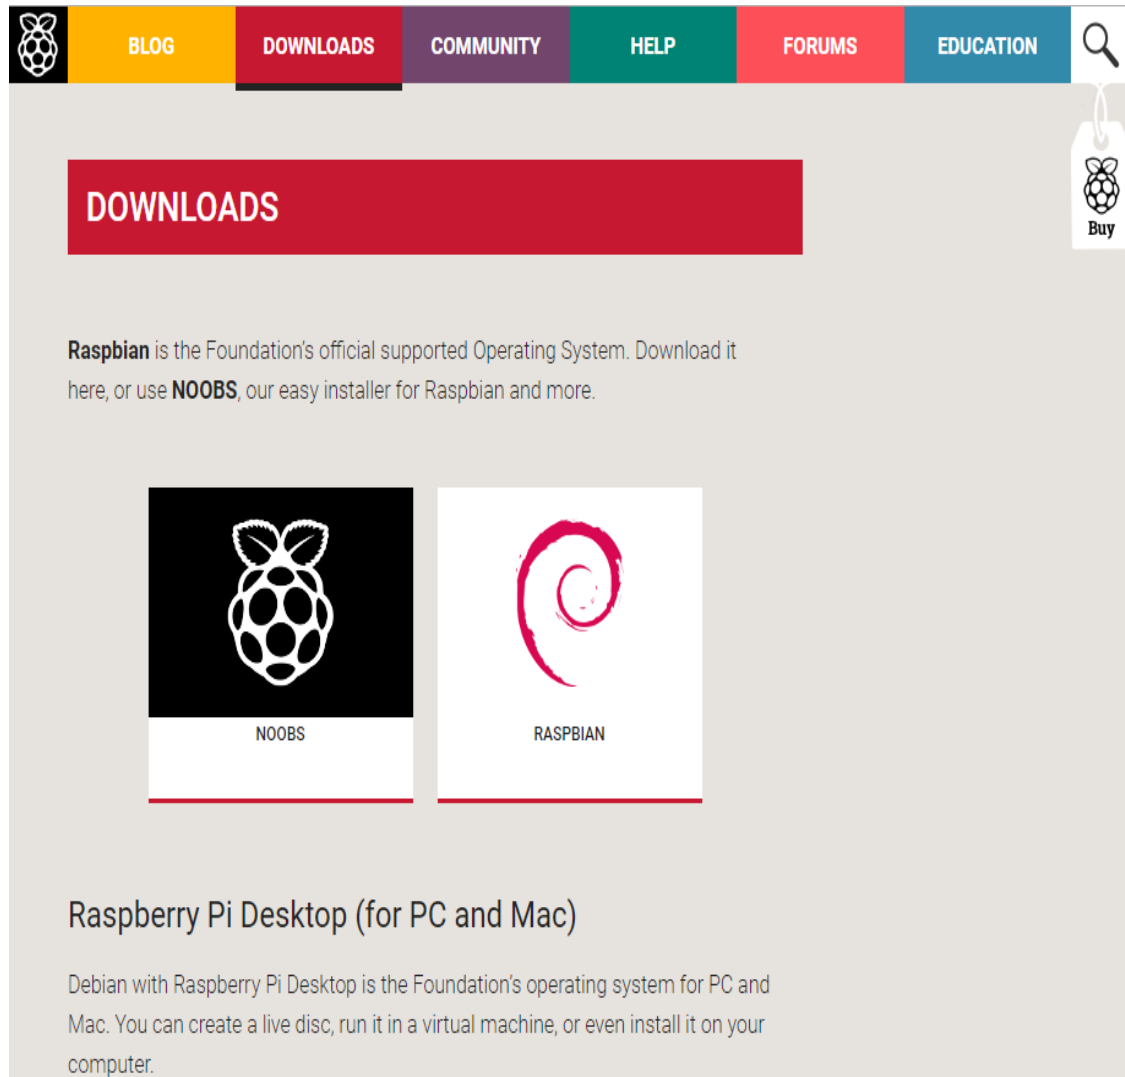 BLOG DOWNLOADS COMMUNITY HELP FORUMS EDUCATION
Buy
DOWNLOADS
Raspbian is the Foundation's official supported Operating System. Download it
here, or use NOOBS, our easy installer for Raspbian and more.
NOOBS RASPBIAN
Raspberry Pi Desktop (for PC and Mac)
Debian with Raspberry Pi Desktop is the Foundation's operating system for PC and
Mac. You can create a live disc, run it in a virtual machine, or even install it on your
computer.